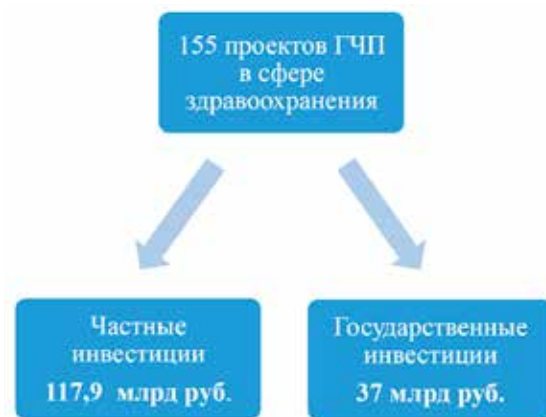 155 проектов ГЧП
в сфере
здравоохранения
Частные
инвестиции
117,9 млрд руб.
Государственные
инвестиции
37 млрд руб.